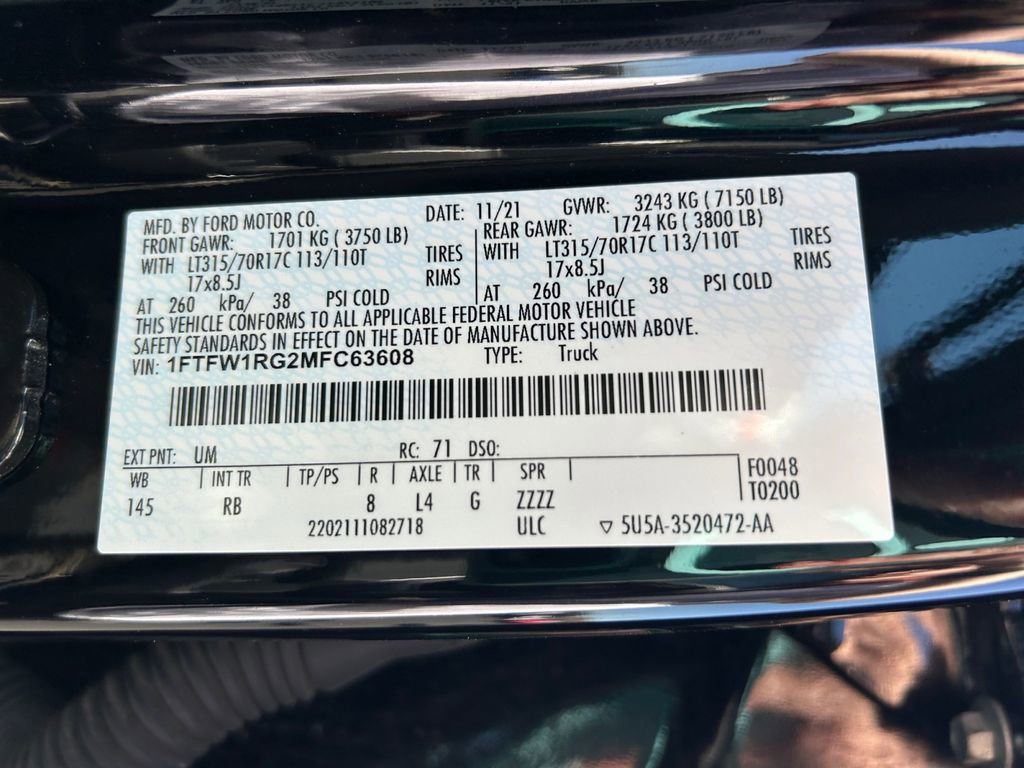 MFD. BY FORD MOTOR CO. DATE: 11/21 GVWR: 3243 KG ( 7150 LB)
FRONT GAWR: 1701 KG ( 3750 LB) REAR GAWR: 1724 KG ( 3800 LB)
WITH LT315/70R17C 113/110T TIRES WITH LT315/70R17C 113/110T TIRES
17x8.5J RIMS 17x8.5J RIMS
AT 260 kPa/ 38 PSI COLD AT 260 kPa/ 38 PSI COLD
THIS VEHICLE CONFORMS TO ALL APPLICABLE FEDERAL MOTOR VEHICLE
SAFETY STANDARDS IN EFFECT ON THE DATE OF MANUFACTURE SHOWN ABOVE.
VIN: 1FTFW1RG2MFC63608 TYPE: Truck
EXT PNT: UM RC: 71 DSO:
WB INT TR TP/PS R AXLE TR SPR F0048
145 RB 8 L4 G ZZZZ T0200
2202111082718 ULC ▽ 5U5A-3520472-AA